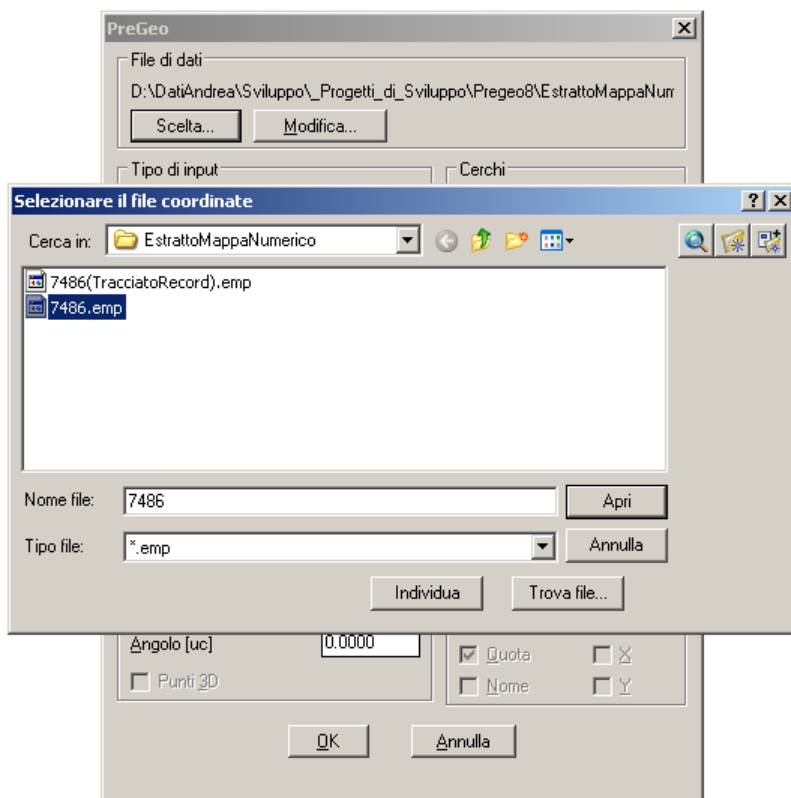 PreGeo
File di dati
D:\DatiAndrea\Sviluppo\_Progetti_di_Sviluppo\Pregeo8\EstrattoMappaNum
Scelta... Modifica...
Tipo di input Cerchi
Selezionare il file coordinate
Cerca in: EstrattoMappaNumerico
7486(TracciatoRecord).emp
7486.emp
Nome file: 7486 Apri
Tipo file: *.emp Annulla
Individua Trova file...
Angolo [uc] 0.0000
Quota X
Punti 3D
Nome Y
OK Annulla